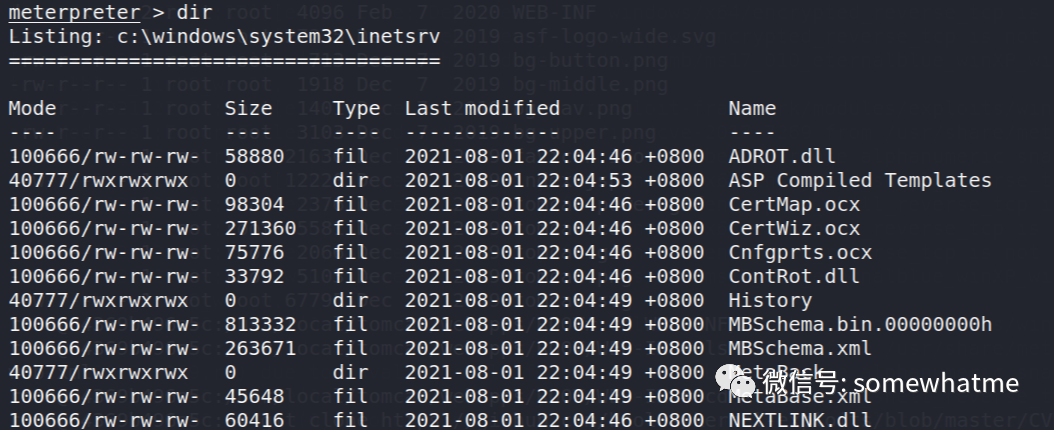 meterpreter > dir
Listing: c:\windows\system32\inetsrv
====================================
Mode Size Type Last modified Name
---- ---- ---- ------------- ----
100666/rw-rw-rw- 58880 fil 2021-08-01 22:04:46 +0800 ADROT.dll
40777/rwxrwxrwx 0 dir 2021-08-01 22:04:53 +0800 ASP Compiled Templates
100666/rw-rw-rw- 98304 fil 2021-08-01 22:04:46 +0800 CertMap.ocx
100666/rw-rw-rw- 271360 fil 2021-08-01 22:04:46 +0800 CertWiz.ocx
100666/rw-rw-rw- 75776 fil 2021-08-01 22:04:46 +0800 Cnfgprts.ocx
100666/rw-rw-rw- 33792 fil 2021-08-01 22:04:46 +0800 ContRot.dll
40777/rwxrwxrwx 0 dir 2021-08-01 22:04:49 +0800 History
100666/rw-rw-rw- 813332 fil 2021-08-01 22:04:49 +0800 MBSchema.bin.00000000h
100666/rw-rw-rw- 263671 fil 2021-08-01 22:04:49 +0800 MBSchema.xml
40777/rwxrwxrwx 0 dir 2021-08-01 22:04:49 +0800 MetaBack
微信号: somewhatme
100666/rw-rw-rw- 45648 fil 2021-08-01 22:04:49 +0800 MetaBase.xml
100666/rw-rw-rw- 60416 fil 2021-08-01 22:04:46 +0800 NEXTLINK.dll